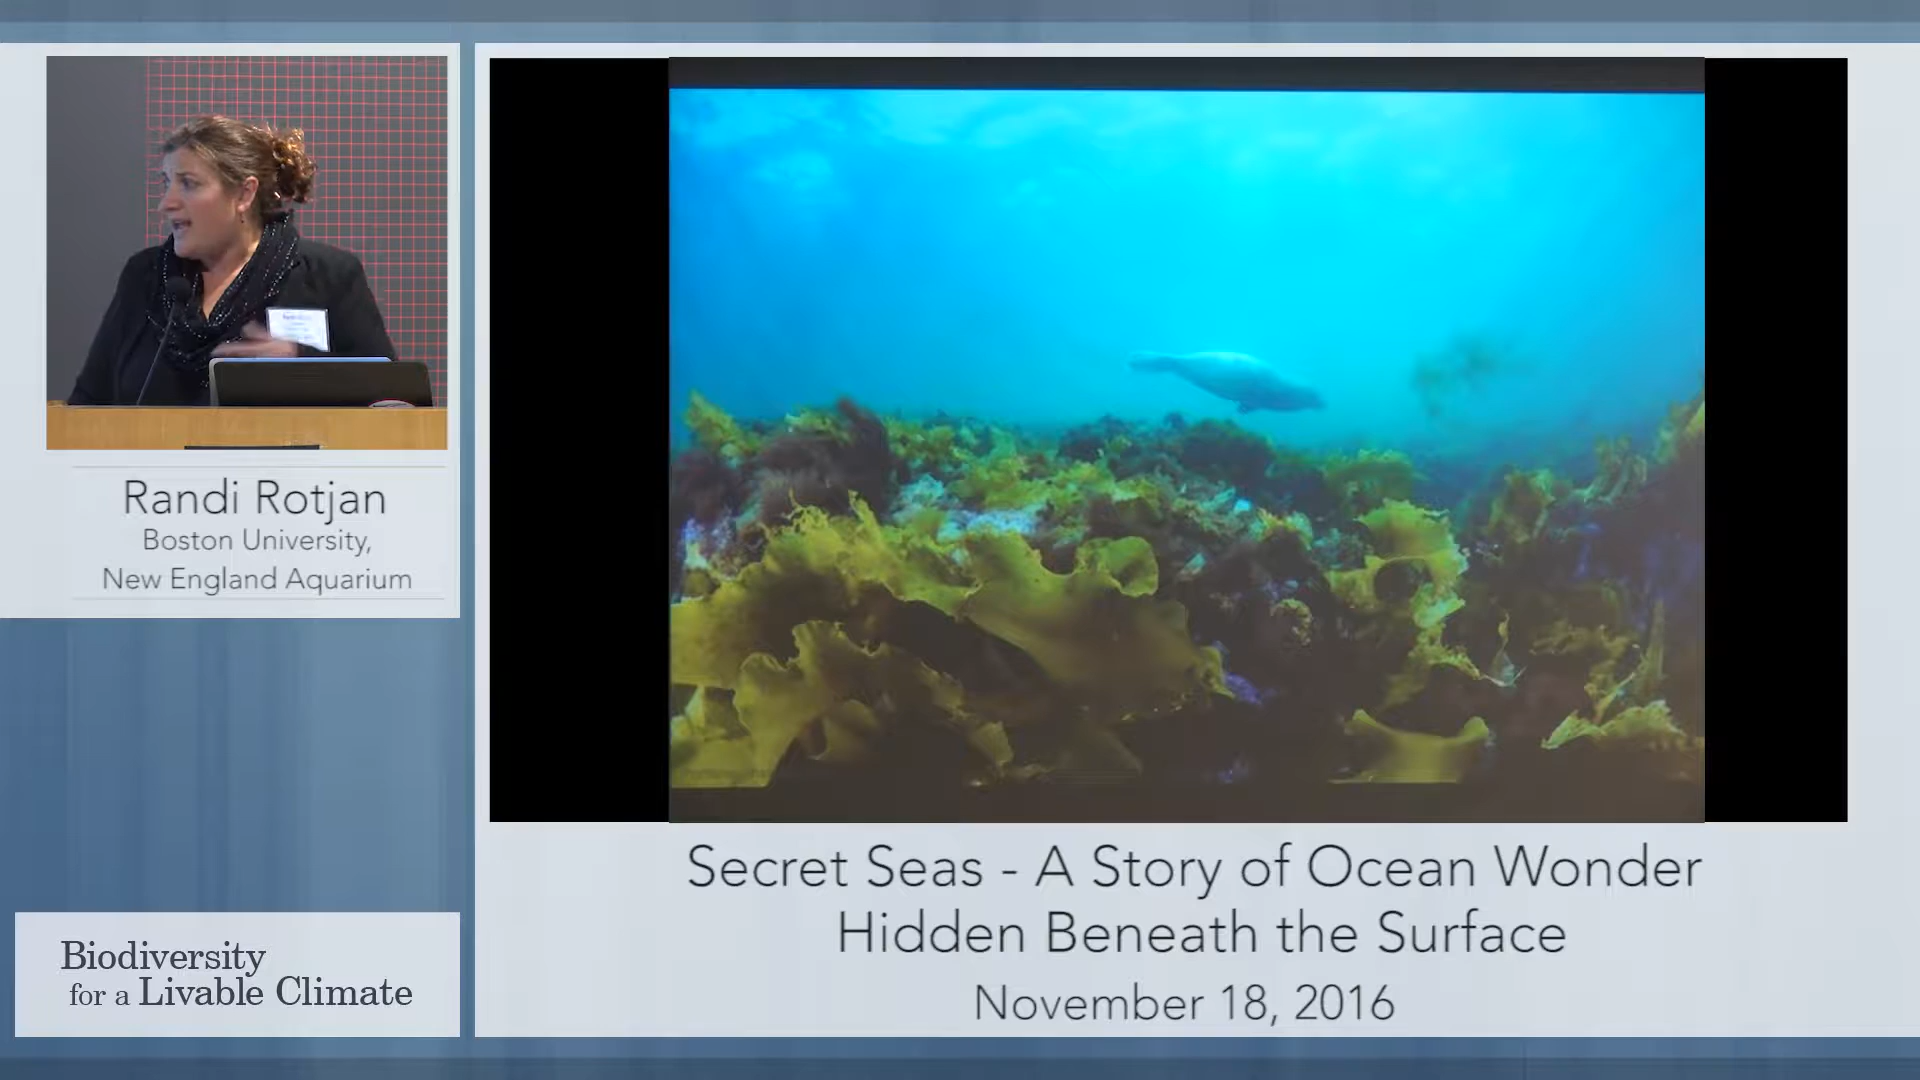 Randi Rotjan
Boston University,
New England Aquarium
Secret Seas - A Story of Ocean Wonder
Hidden Beneath the Surface
November 18, 2016
Biodiversity
for a Livable Climate